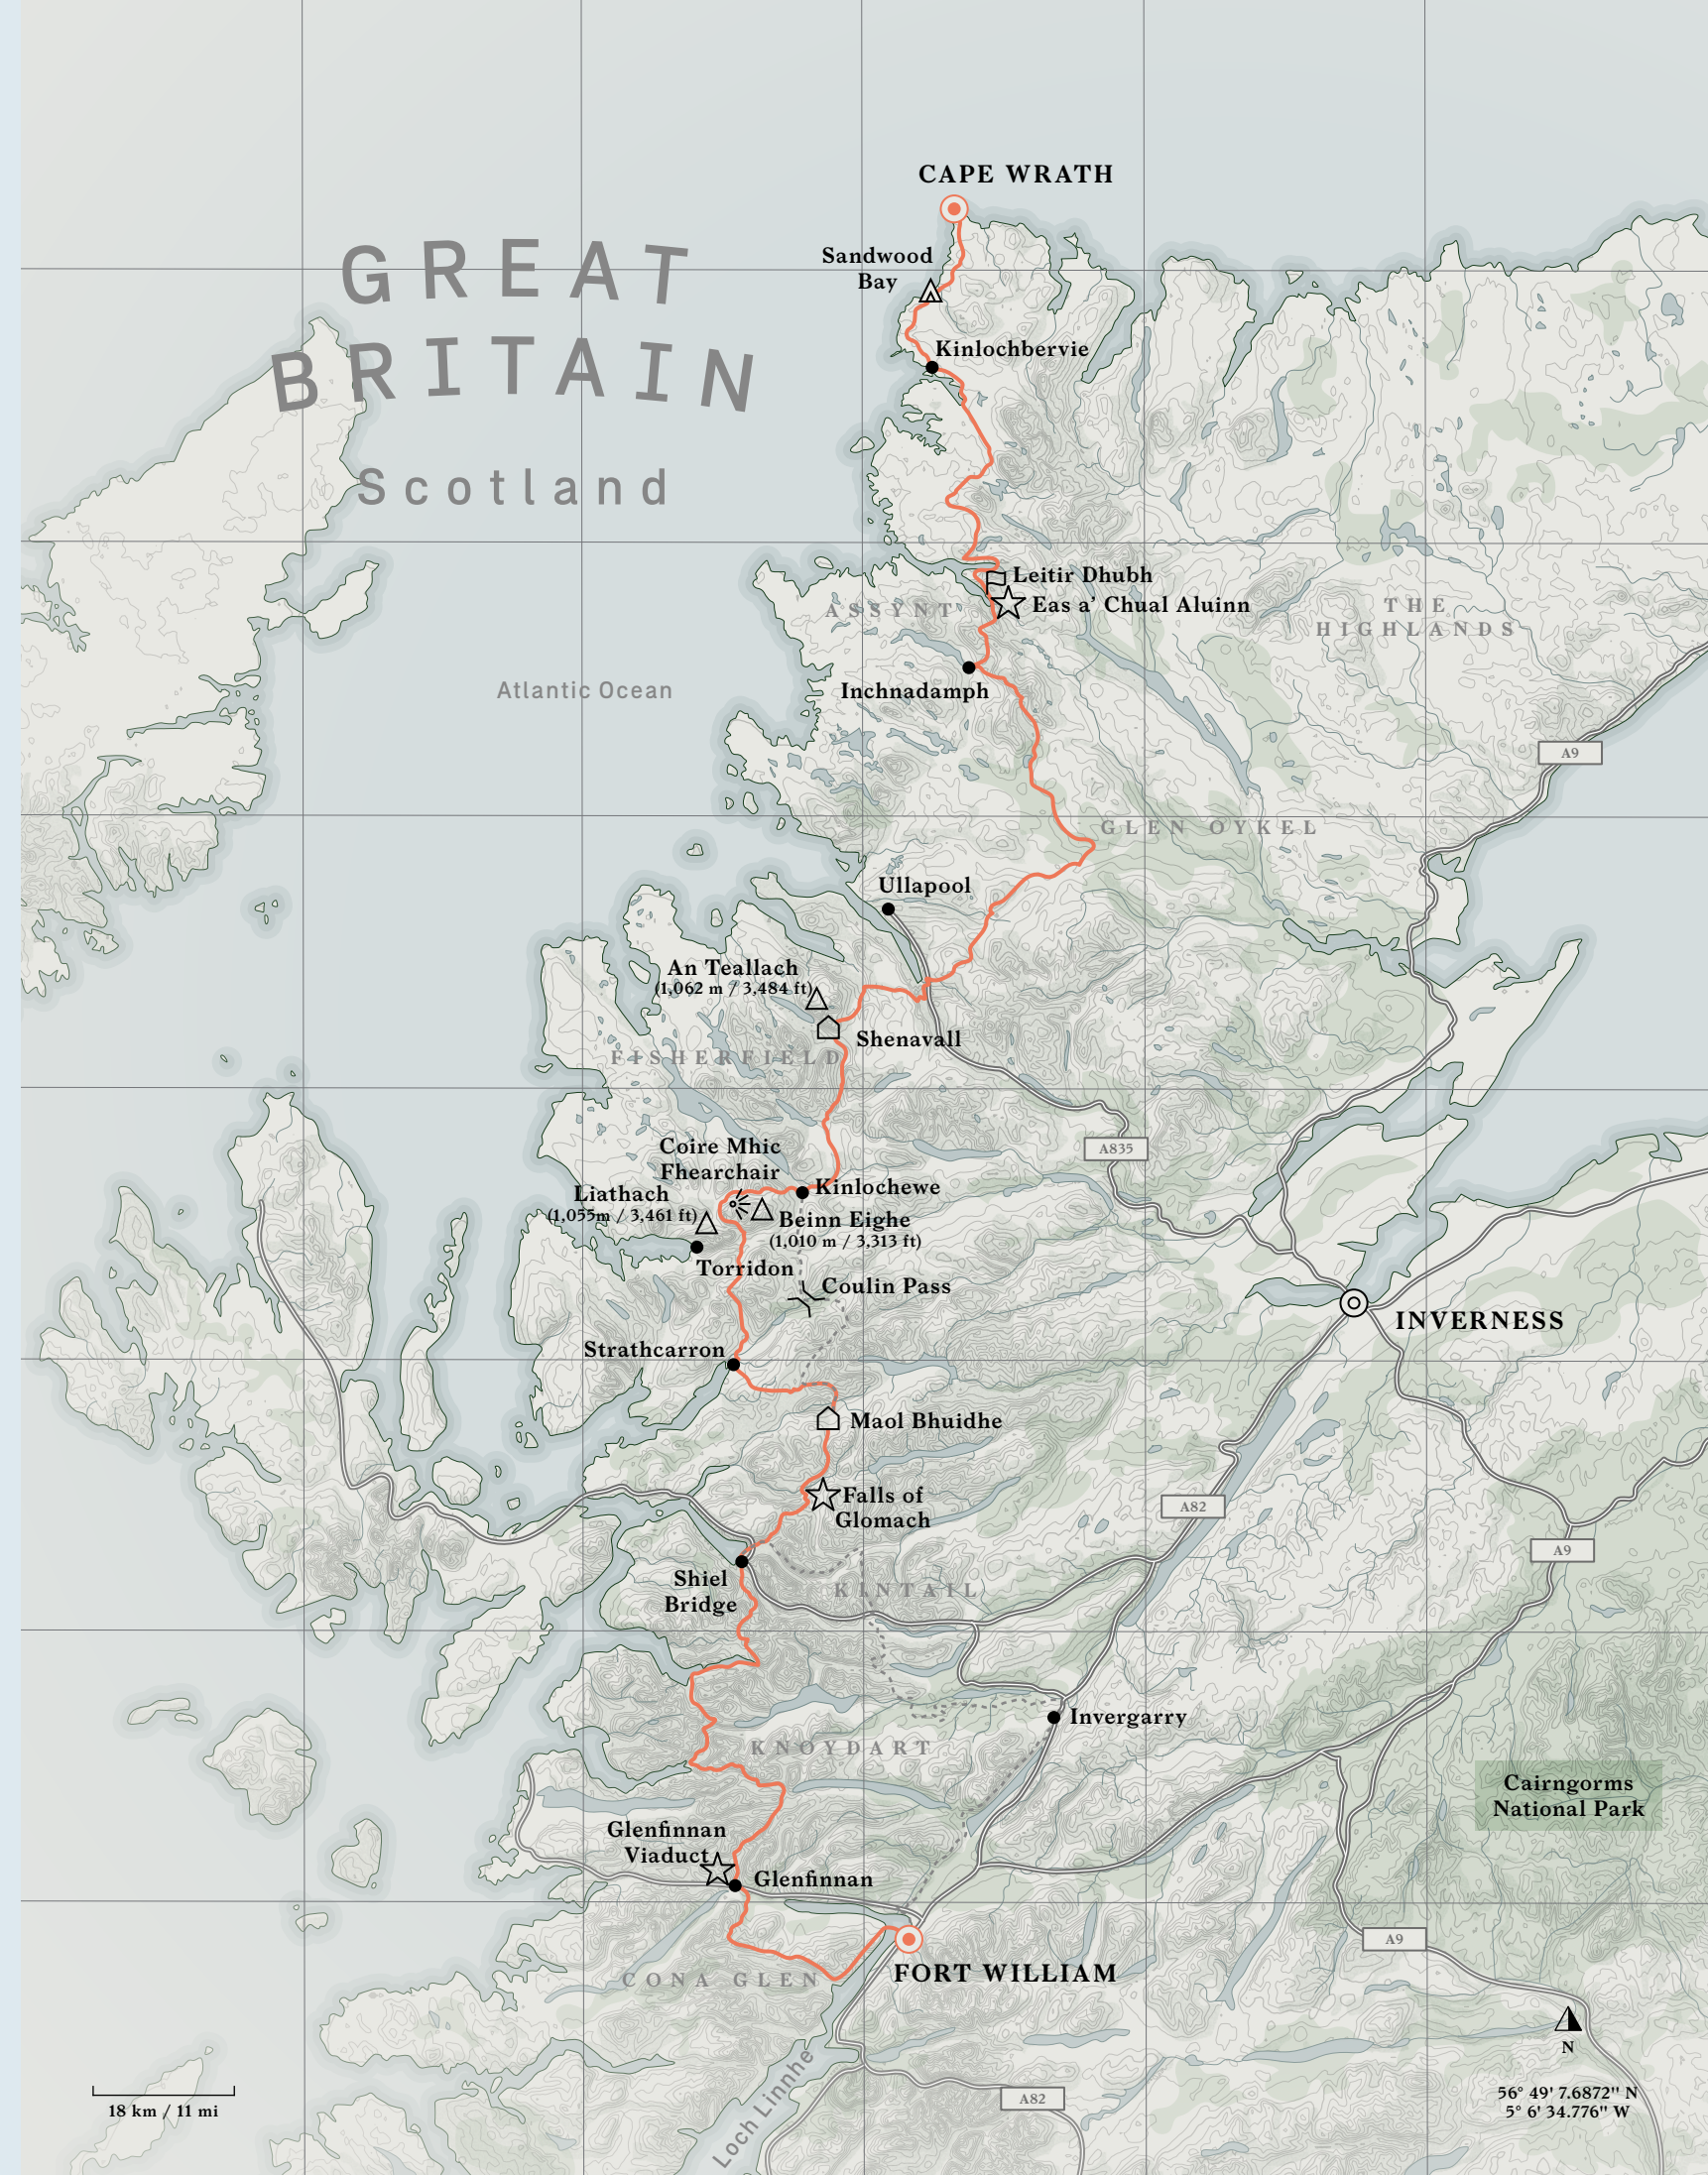 CAPE WRATH
GREAT
BRITAIN
Scotland
Sandwood
Bay
Kinlochbervie
Leitir Dhubh
Eas a' Chual Aluinn
ASSYNT
THE
HIGHLANDS
Inchnadamph
Atlantic Ocean
A9
GLEN OYKEL
Ullapool
An Teallach
(1,062 m / 3,484 ft)
Shenavall
FISHERFIELD
A835
Coire Mhic
Fhearchair
Kinlochewe
Liathach
(1,055m / 3,461 ft)
Beinn Eighe
(1,010 m / 3,313 ft)
Torridon
Coulin Pass
INVERNESS
Strathcarron
Maol Bhuidhe
Falls of
Glomach
A82
A9
Shiel
Bridge
KINTAIL
Invergarry
KNOYDART
Cairngorms
National Park
Glenfinnan
Viaduct
Glenfinnan
A9
FORT WILLIAM
CONA GLEN
N
Loch Linnhe
A82
18 km / 11 mi
56° 49' 7.6872" N
5° 6' 34.776" W